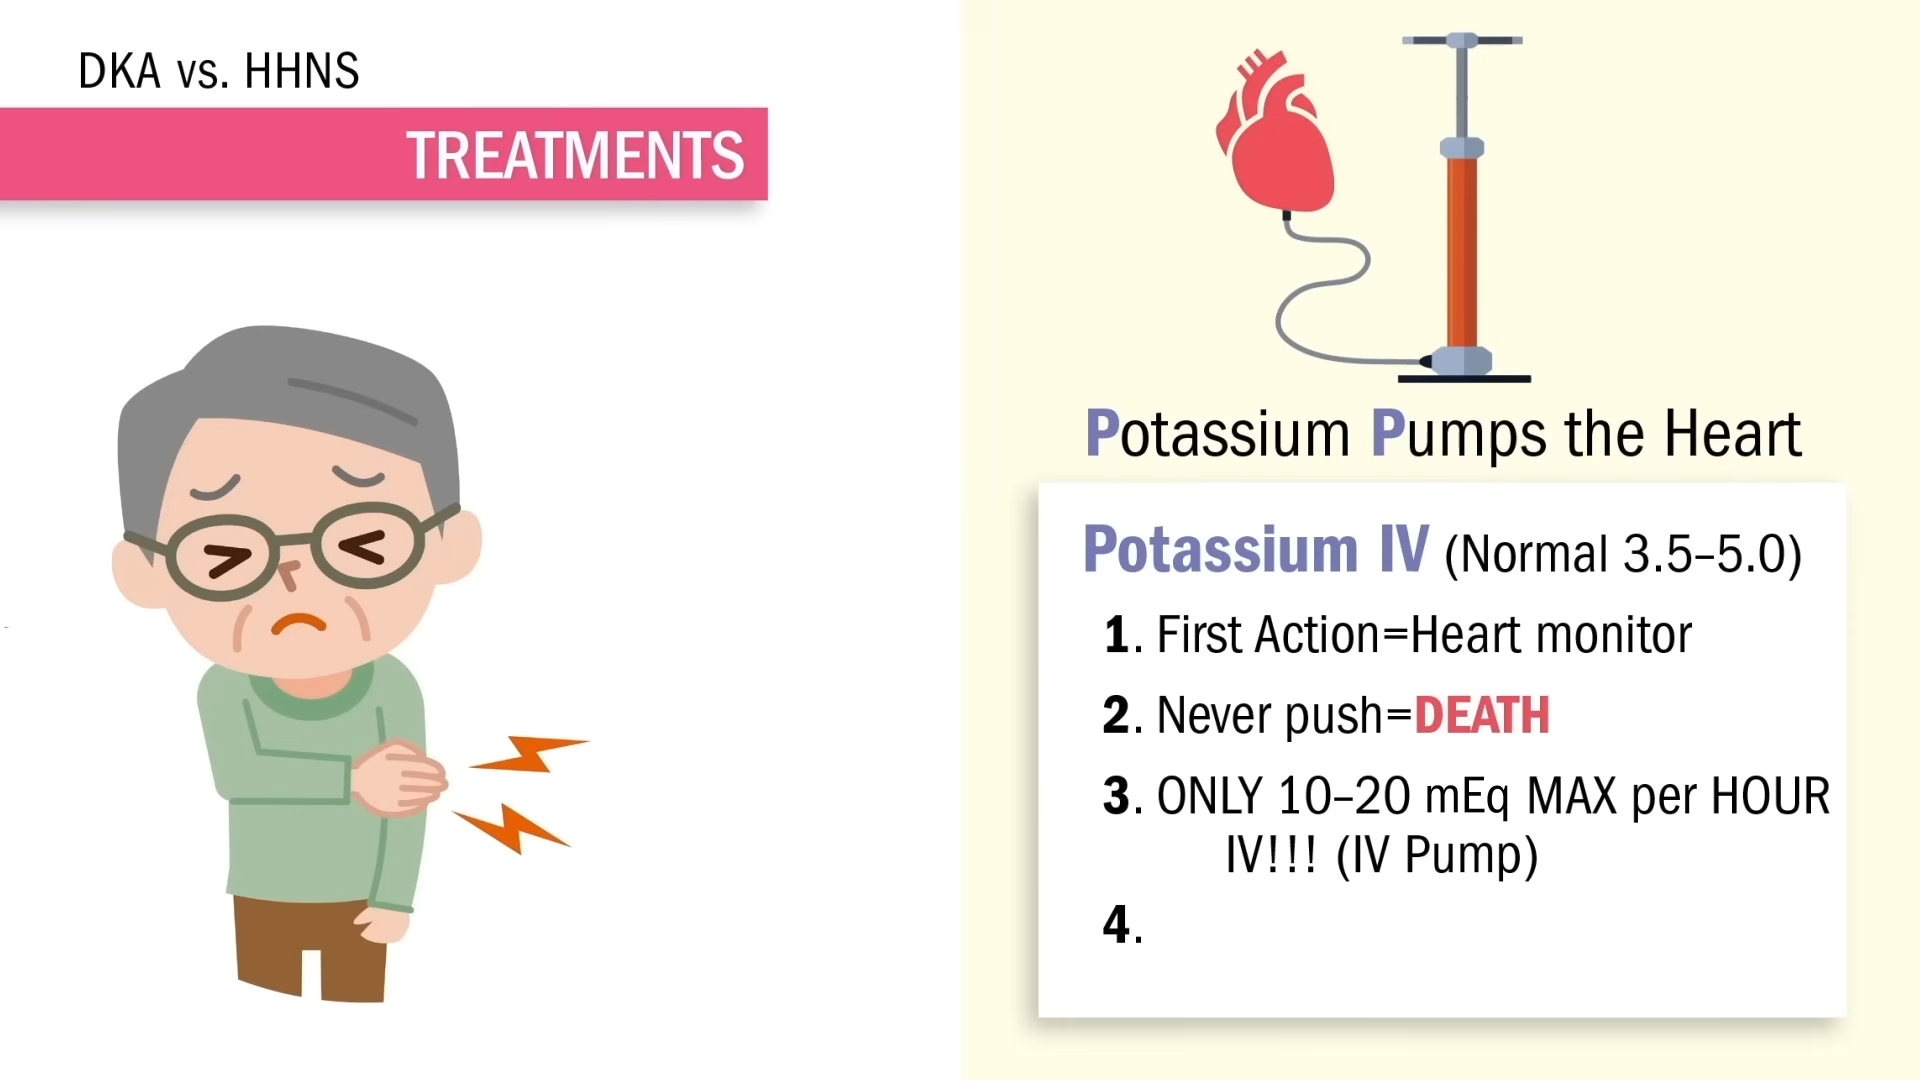 DKA vs. HHNS
TREATMENTS
Potassium Pumps the Heart
Potassium IV (Normal 3.5–5.0)
1. First Action=Heart monitor
2. Never push=DEATH
3. ONLY 10–20 mEq MAX per HOUR
IV!!! (IV Pump)
4.